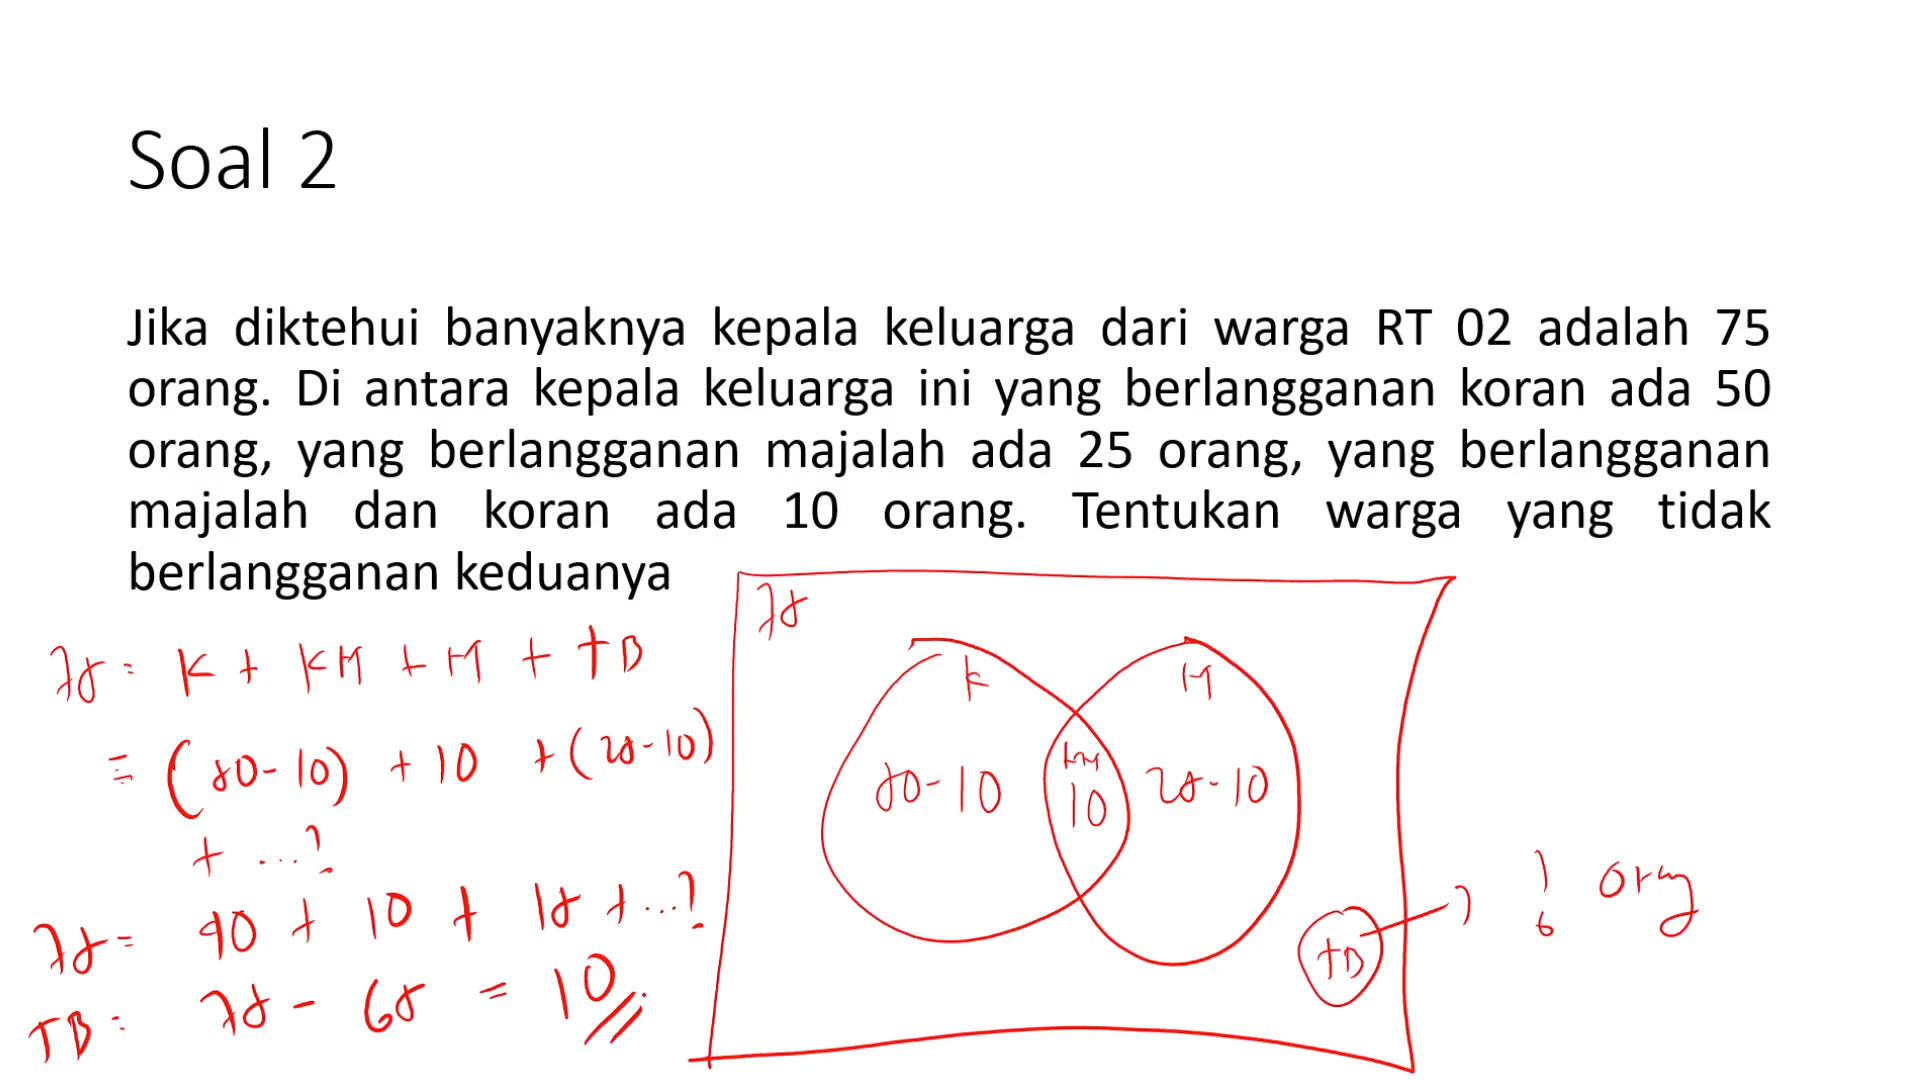 Soal 2
Jika diktehui banyaknya kepala keluarga dari warga RT 02 adalah 75
orang. Di antara kepala keluarga ini yang berlangganan koran ada 50
orang, yang berlangganan majalah ada 25 orang, yang berlangganan
majalah dan koran ada 10 orang. Tentukan warga yang tidak
berlangganan keduanya
75 = K + KM + M + TB
= (50-10) + 10 + (25-10)
+ ...?
75 = 40 + 10 + 15 + ...?
TB = 75 - 65 = 10
75
K
M
50-10
KM
10
25-10
TB
? orang